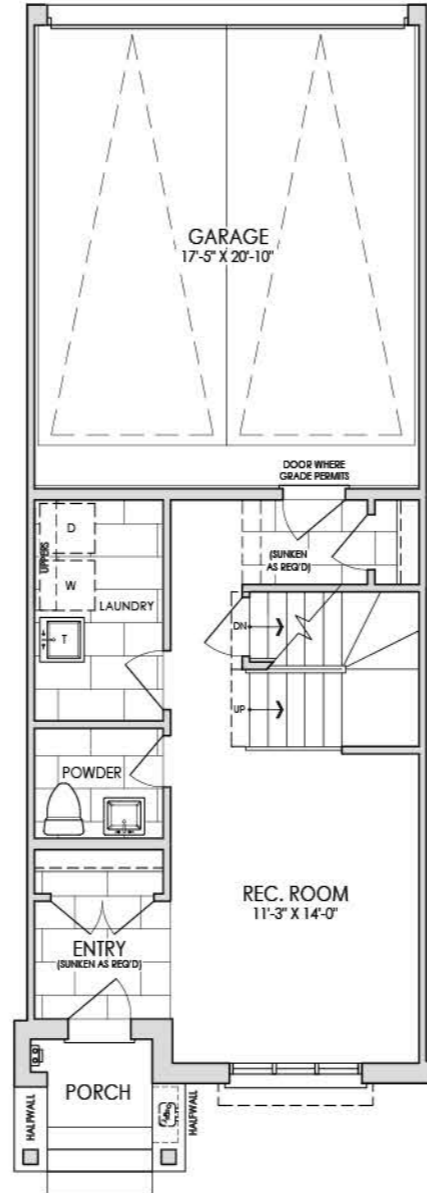 GARAGE
17'-5" X 20'-10"
DOOR WHERE
GRADE PERMITS
(SUNKEN
AS REQ'D)
D
UPPERS
W
LAUNDRY
T
DN
UP
POWDER
REC. ROOM
11'-3" X 14'-0"
ENTRY
(SUNKEN AS REQ'D)
PORCH
HALFWALL
HALFWALL